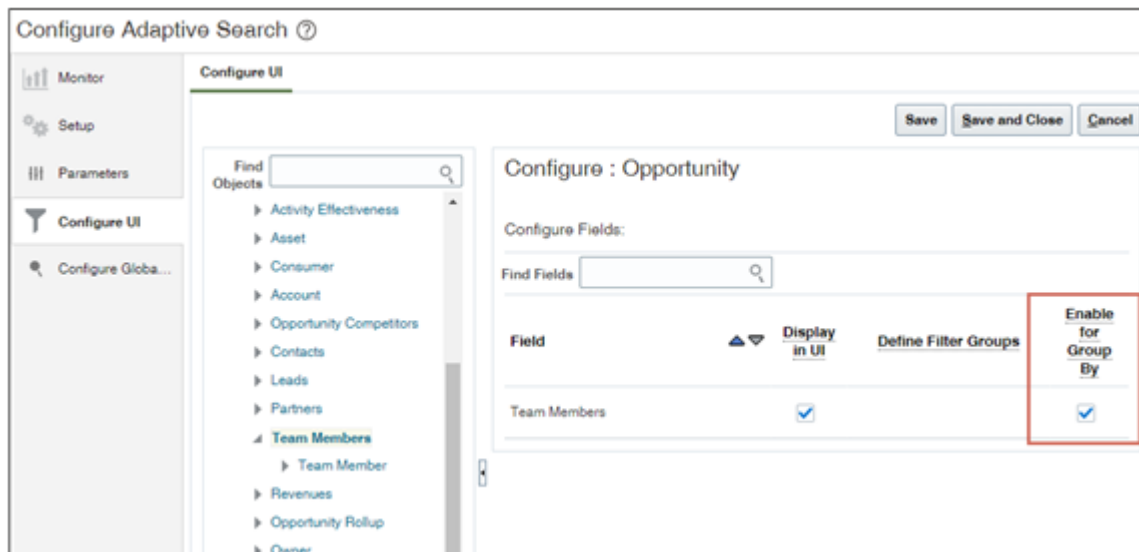 Configure Adaptive Search ?
Monitor
Setup
Parameters
Configure UI
Configure Globa...
Configure UI
Save
Save and Close
Cancel
Find
Objects
Activity Effectiveness
Asset
Consumer
Account
Opportunity Competitors
Contacts
Leads
Partners
Team Members
Team Member
Revenues
Opportunity Rollup
Owner
Configure : Opportunity
Configure Fields:
Find Fields
Field
Display
in UI
Define Filter Groups
Enable
for
Group
By
Team Members